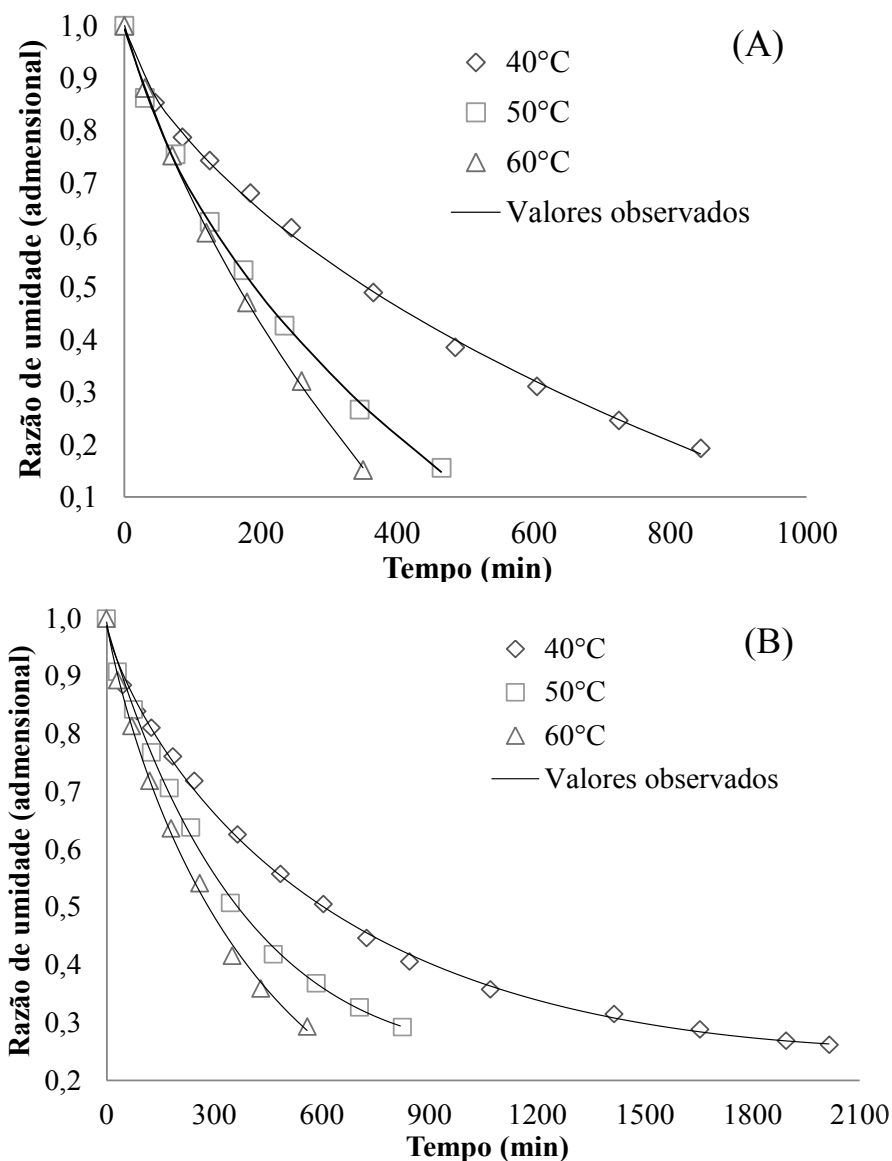 (A)
1,0
0,9
0,8
0,7
0,6
0,5
0,4
0,3
0,2
0,1
Razão de umidade (admensional)
40°C
50°C
60°C
Valores observados
0 200 400 600 800 1000
Tempo (min)
(B)
1,0
0,9
0,8
0,7
0,6
0,5
0,4
0,3
0,2
Razão de umidade (admensional)
40°C
50°C
60°C
Valores observados
0 300 600 900 1200 1500 1800 2100
Tempo (min)